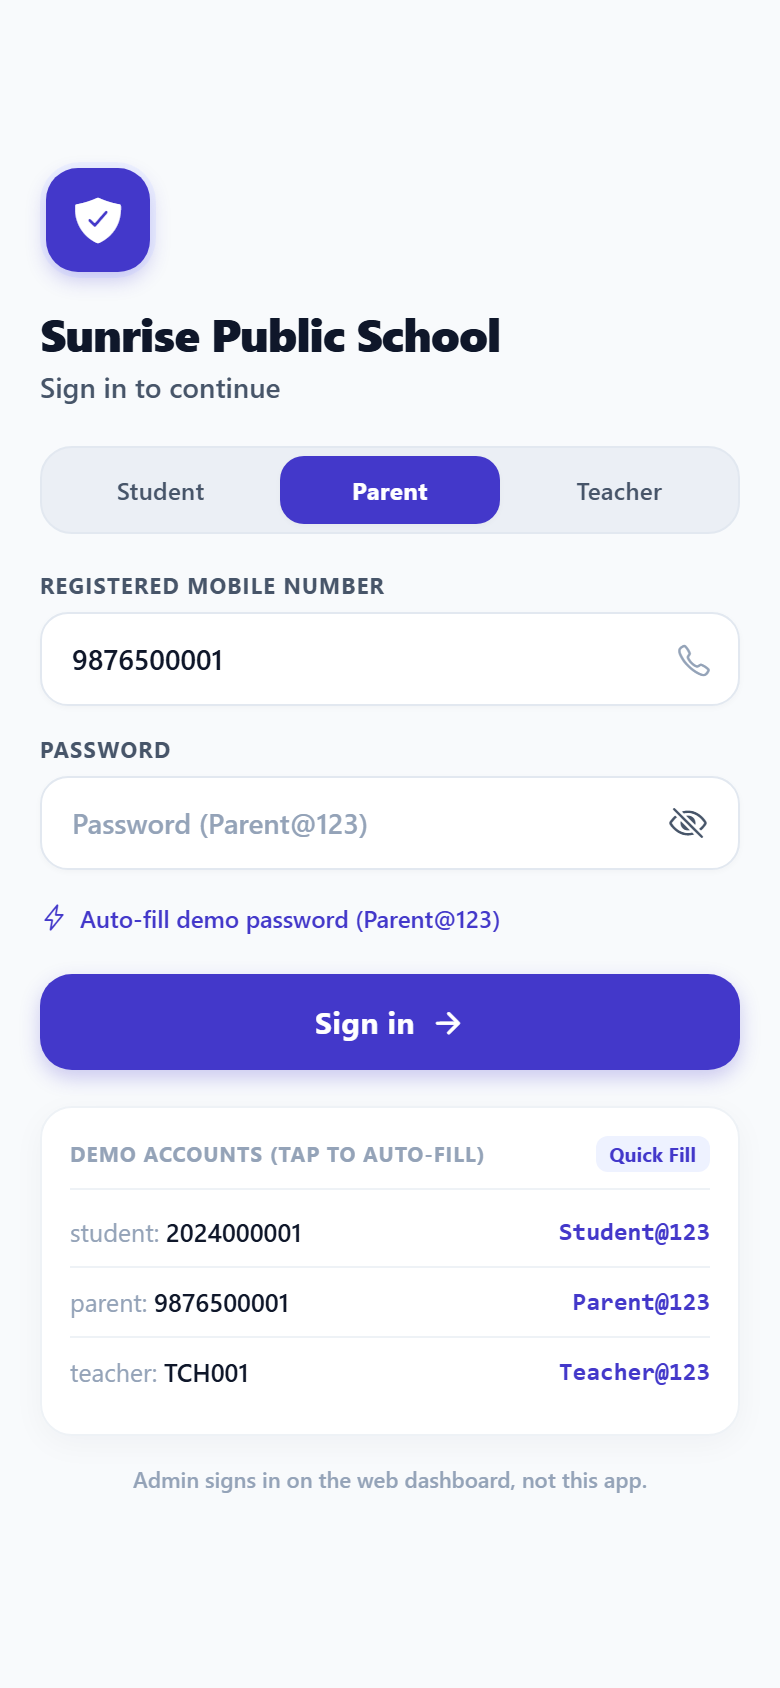 Sunrise Public School
Sign in to continue
Student Parent Teacher
REGISTERED MOBILE NUMBER
9876500001
PASSWORD
Password (Parent@123)
Auto-fill demo password (Parent@123)
Sign in →
DEMO ACCOUNTS (TAP TO AUTO-FILL) Quick Fill
student: 2024000001 Student@123
parent: 9876500001 Parent@123
teacher: TCH001 Teacher@123
Admin signs in on the web dashboard, not this app.